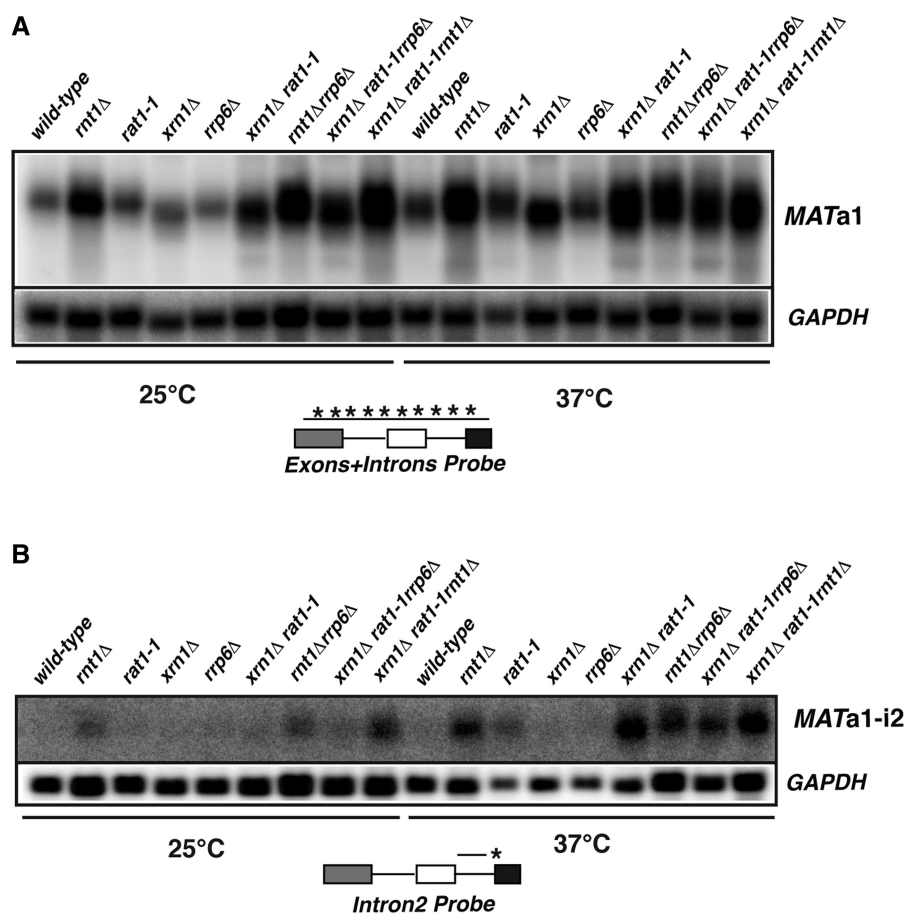 A
wild-type rnt1Δ rat1-1 xrn1Δ rrp6Δ xrn1Δ rat1-1 rnt1Δrrp6Δ xrn1Δ rat1-1rrp6Δ xrn1Δ rat1-1rnt1Δ wild-type rnt1Δ rat1-1 xrn1Δ rrp6Δ xrn1Δ rat1-1 rnt1Δrrp6Δ xrn1Δ rat1-1rrp6Δ xrn1Δ rat1-1rnt1Δ
MATa1
GAPDH
25°C 37°C
* * * * * * * * * *
Exons+Introns Probe
B
wild-type rnt1Δ rat1-1 xrn1Δ rrp6Δ xrn1Δ rat1-1 rnt1Δrrp6Δ xrn1Δ rat1-1rrp6Δ xrn1Δ rat1-1rnt1Δ wild-type rnt1Δ rat1-1 xrn1Δ rrp6Δ xrn1Δ rat1-1 rnt1Δrrp6Δ xrn1Δ rat1-1rrp6Δ xrn1Δ rat1-1rnt1Δ
MATa1-i2
GAPDH
25°C 37°C
*
Intron2 Probe